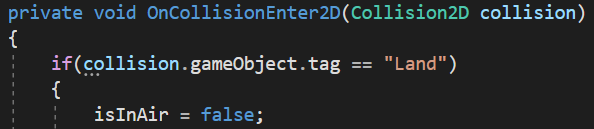 private void OnCollisionEnter2D(Collision2D collision)
{
if(collision.gameObject.tag == "Land")
{
isInAir = false;